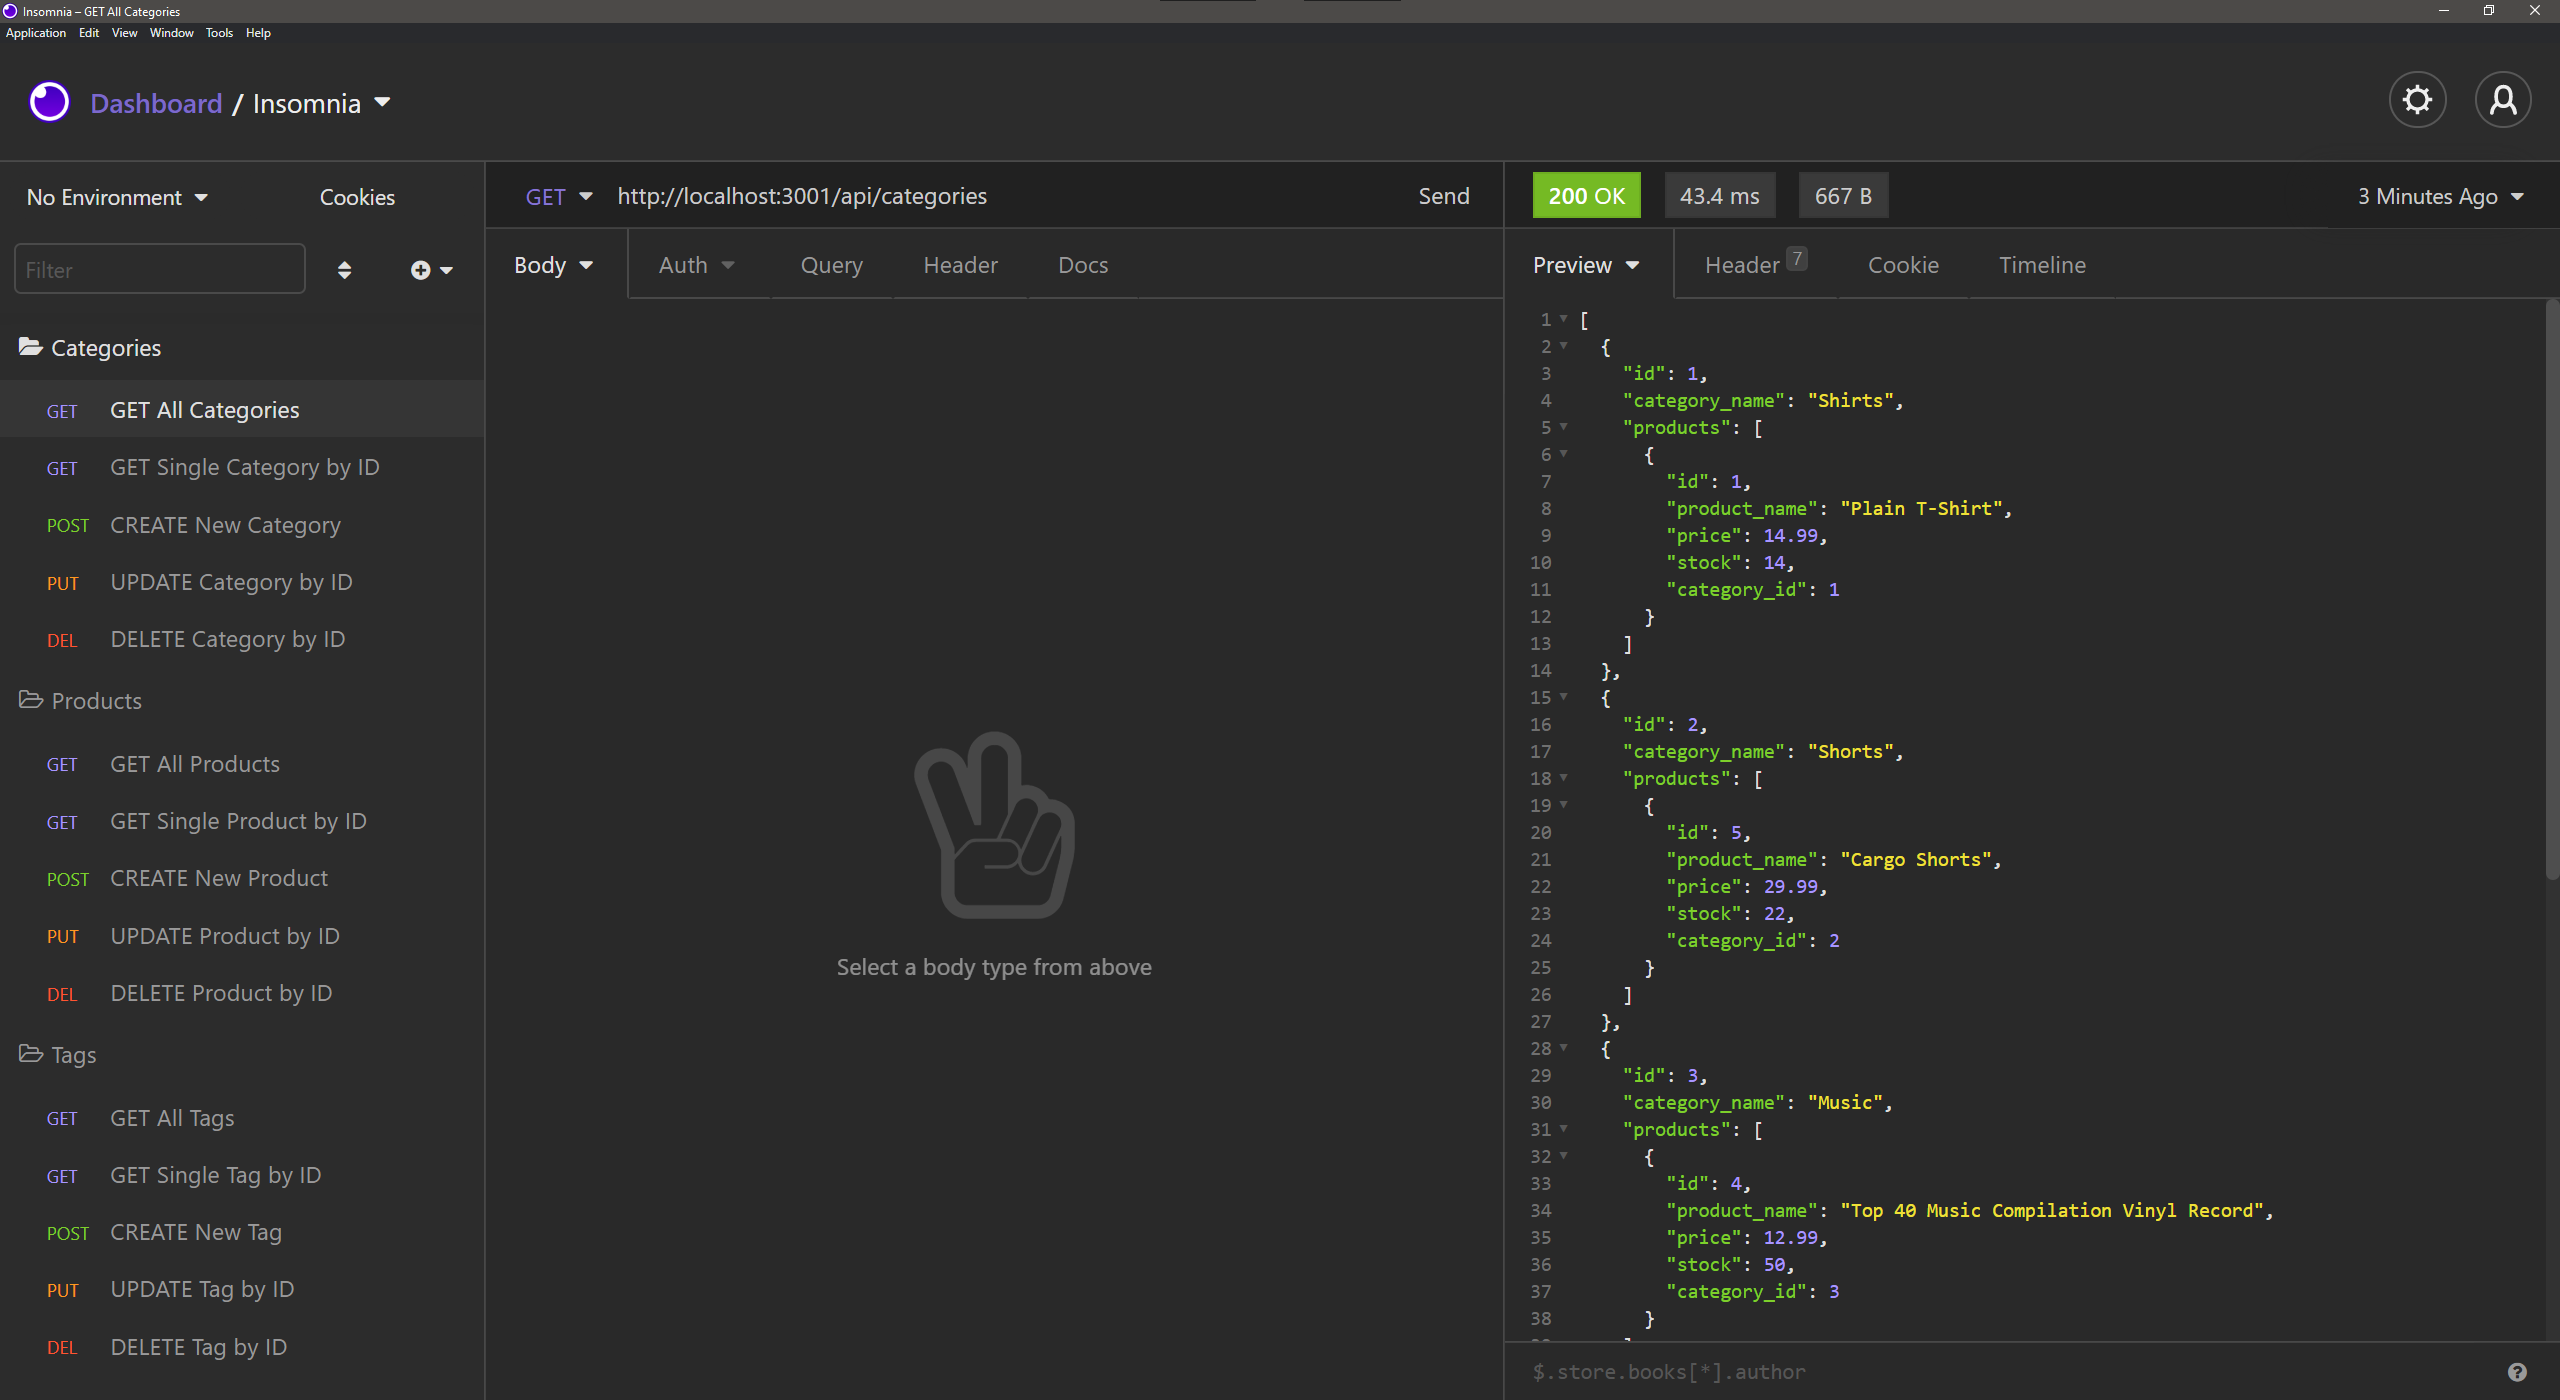 Insomnia – GET All Categories
Application Edit View Window Tools Help
Dashboard / Insomnia
No Environment Cookies
Filter
Categories
GET GET All Categories
GET GET Single Category by ID
POST CREATE New Category
PUT UPDATE Category by ID
DEL DELETE Category by ID
Products
GET GET All Products
GET GET Single Product by ID
POST CREATE New Product
PUT UPDATE Product by ID
DEL DELETE Product by ID
Tags
GET GET All Tags
GET GET Single Tag by ID
POST CREATE New Tag
PUT UPDATE Tag by ID
DEL DELETE Tag by ID
GET http://localhost:3001/api/categories Send
Body Auth Query Header Docs
Select a body type from above
200 OK 43.4 ms 667 B 3 Minutes Ago
Preview Header 7 Cookie Timeline
1 [
2 {
3 "id": 1,
4 "category_name": "Shirts",
5 "products": [
6 {
7 "id": 1,
8 "product_name": "Plain T-Shirt",
9 "price": 14.99,
10 "stock": 14,
11 "category_id": 1
12 }
13 ]
14 },
15 {
16 "id": 2,
17 "category_name": "Shorts",
18 "products": [
19 {
20 "id": 5,
21 "product_name": "Cargo Shorts",
22 "price": 29.99,
23 "stock": 22,
24 "category_id": 2
25 }
26 ]
27 },
28 {
29 "id": 3,
30 "category_name": "Music",
31 "products": [
32 {
33 "id": 4,
34 "product_name": "Top 40 Music Compilation Vinyl Record",
35 "price": 12.99,
36 "stock": 50,
37 "category_id": 3
38 }
$.store.books[*].author